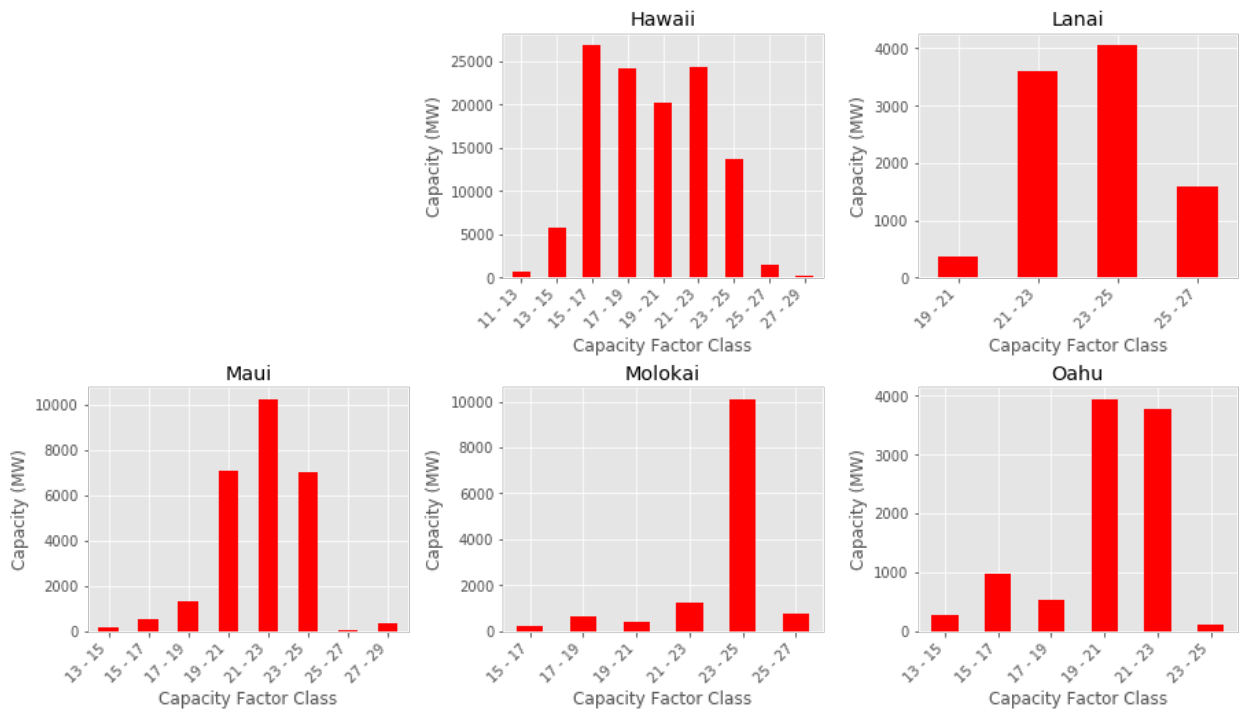 Hawaii
Capacity (MW)
25000
20000
15000
10000
5000
0
11 - 13
13 - 15
15 - 17
17 - 19
19 - 21
21 - 23
23 - 25
25 - 27
27 - 29
Capacity Factor Class
Lanai
Capacity (MW)
4000
3000
2000
1000
0
19 - 21
21 - 23
23 - 25
25 - 27
Capacity Factor Class
Maui
Capacity (MW)
10000
8000
6000
4000
2000
0
13 - 15
15 - 17
17 - 19
19 - 21
21 - 23
23 - 25
25 - 27
27 - 29
Capacity Factor Class
Molokai
Capacity (MW)
10000
8000
6000
4000
2000
0
15 - 17
17 - 19
19 - 21
21 - 23
23 - 25
25 - 27
Capacity Factor Class
Oahu
Capacity (MW)
4000
3000
2000
1000
0
13 - 15
15 - 17
17 - 19
19 - 21
21 - 23
23 - 25
Capacity Factor Class